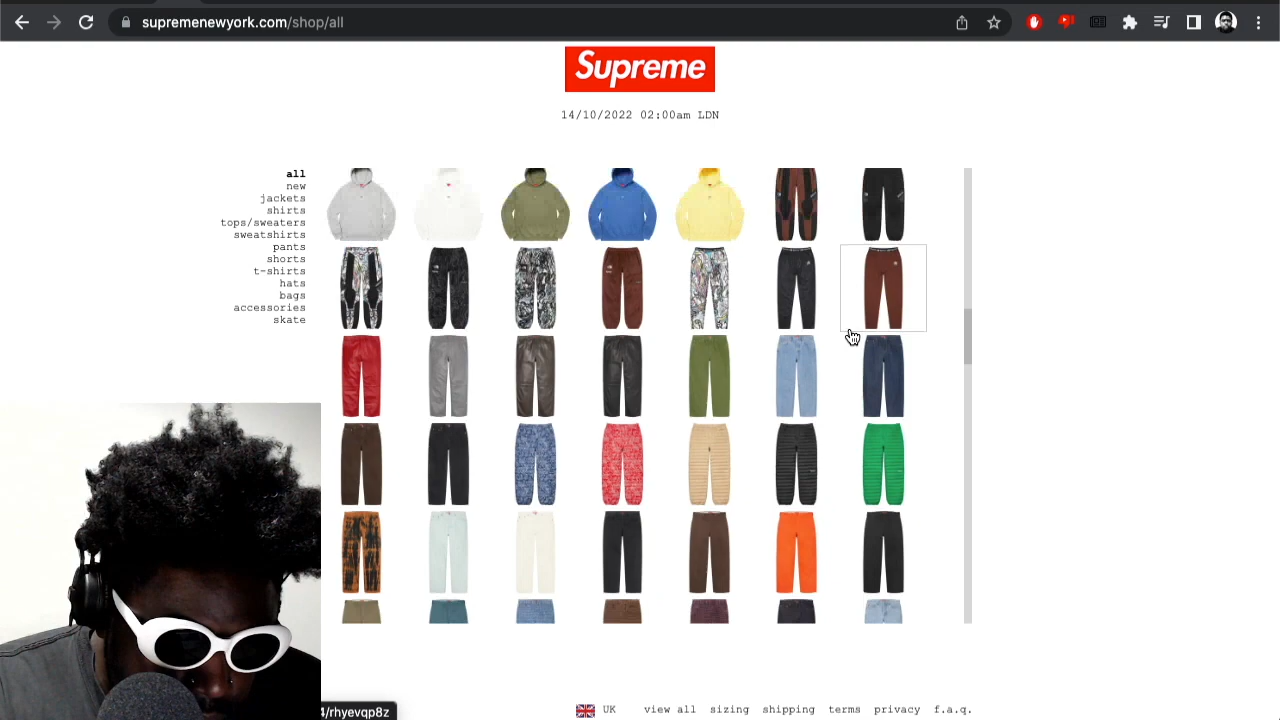 supremenewyork.com/shop/all
Supreme
14/10/2022 02:00am LDN
all
new
jackets
shirts
tops/sweaters
sweatshirts
pants
shorts
t-shirts
hats
bags
accessories
skate
4/rhyevqp8z
UK view all sizing shipping terms privacy f.a.q.